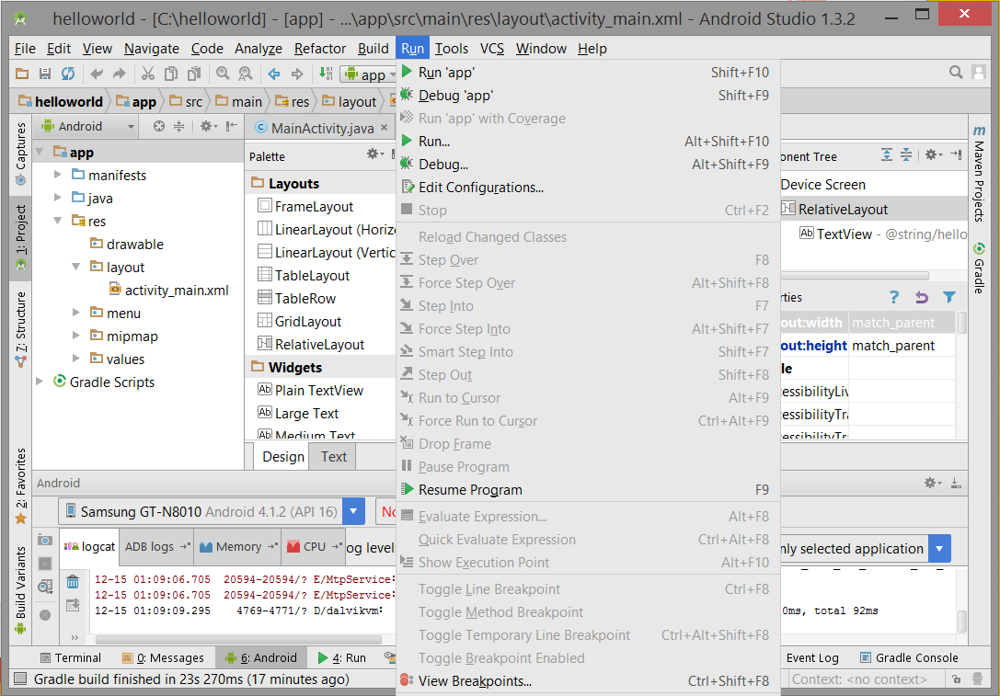 helloworld - [C:\helloworld] - [app] - ...\app\src\main\res\layout\activity_main.xml - Android Studio 1.3.2
File Edit View Navigate Code Analyze Refactor Build Run Tools VCS Window Help
app
helloworld app src main res layout
Captures
1: Project
7: Structure
2: Favorites
Build Variants
Android
app
manifests
java
res
drawable
layout
activity_main.xml
menu
mipmap
values
Gradle Scripts
MainActivity.java
Palette
Layouts
FrameLayout
LinearLayout (Horiz
LinearLayout (Vertic
TableLayout
TableRow
GridLayout
RelativeLayout
Widgets
Plain TextView
Large Text
Medium Text
Design Text
Run 'app' Shift+F10
Debug 'app' Shift+F9
Run 'app' with Coverage
Run... Alt+Shift+F10
Debug... Alt+Shift+F9
Edit Configurations...
Stop Ctrl+F2
Reload Changed Classes
Step Over F8
Force Step Over Alt+Shift+F8
Step Into F7
Force Step Into Alt+Shift+F7
Smart Step Into Shift+F7
Step Out Shift+F8
Run to Cursor Alt+F9
Force Run to Cursor Ctrl+Alt+F9
Drop Frame
Pause Program
Resume Program F9
Evaluate Expression... Alt+F8
Quick Evaluate Expression Ctrl+Alt+F8
Show Execution Point Alt+F10
Toggle Line Breakpoint Ctrl+F8
Toggle Method Breakpoint
Toggle Temporary Line Breakpoint Ctrl+Alt+Shift+F8
Toggle Breakpoint Enabled
View Breakpoints... Ctrl+Shift+F8
onent Tree
Device Screen
RelativeLayout
TextView - @string/hello
rties
out:width match_parent
out:height match_parent
le
cessibilityLiv
cessibilityTra
cessibilityTra
Maven Projects
Gradle
Android
Samsung GT-N8010 Android 4.1.2 (API 16) No
logcat ADB logs Memory CPU og level: nly selected application
12-15 01:09:06.705 20594-20594/? E/MtpService:
12-15 01:09:06.705 20594-20594/? E/MtpService:
12-15 01:09:09.295 4769-4771/? D/dalvikvm: 0ms, total 92ms
Terminal 0: Messages 6: Android 4: Run Event Log Gradle Console
Gradle build finished in 23s 270ms (17 minutes ago) Context: <no context>